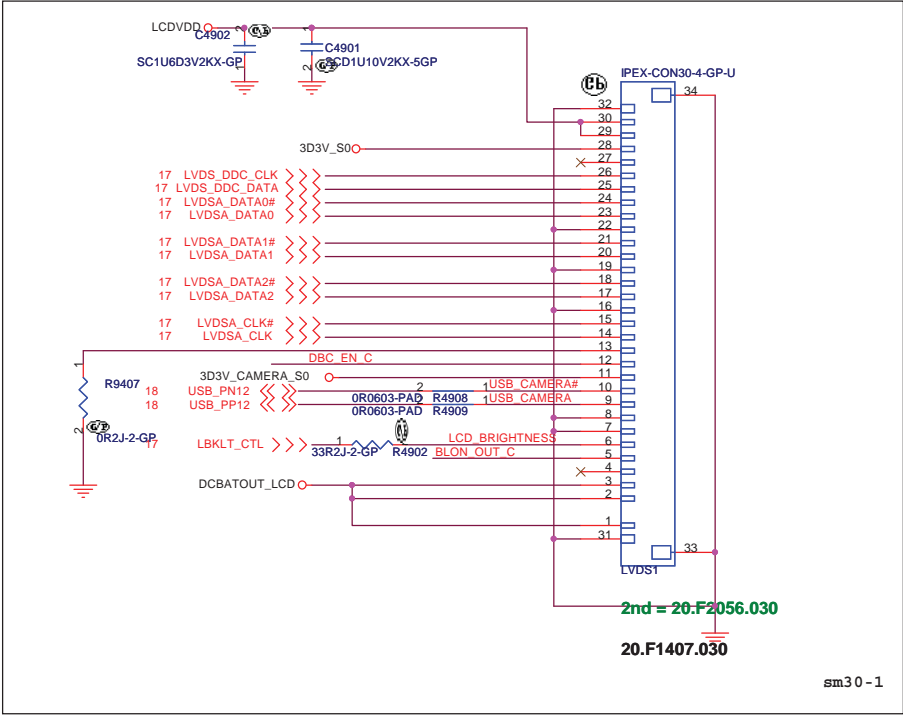 LCDVDD
2
C4902
SC1U6D3V2KX-GP
1
1
C4901
2
SCD1U10V2KX-5GP
IPEX-CON30-4-GP-U
34
32
30
29
3D3V_S0
28
27
17 LVDS_DDC_CLK 26
17 LVDS_DDC_DATA 25
17 LVDSA_DATA0# 24
17 LVDSA_DATA0 23
22
17 LVDSA_DATA1# 21
17 LVDSA_DATA1 20
19
17 LVDSA_DATA2# 18
17 LVDSA_DATA2 17
16
17 LVDSA_CLK# 15
17 LVDSA_CLK 14
13
DBC_EN_C 12
1
R9407
2
0R2J-2-GP
3D3V_CAMERA_S0 11
18 USB_PN12 2 1 USB_CAMERA# 10
0R0603-PAD R4908
18 USB_PP12 2 1 USB_CAMERA 9
0R0603-PAD R4909
8
7
17 LBKLT_CTL 1 LCD_BRIGHTNESS 6
33R2J-2-GP R4902
BLON_OUT_C 5
4
DCBATOUT_LCD 3
2
1
31
33
LVDS1
2nd = 20.F2056.030
20.F1407.030
sm30-1